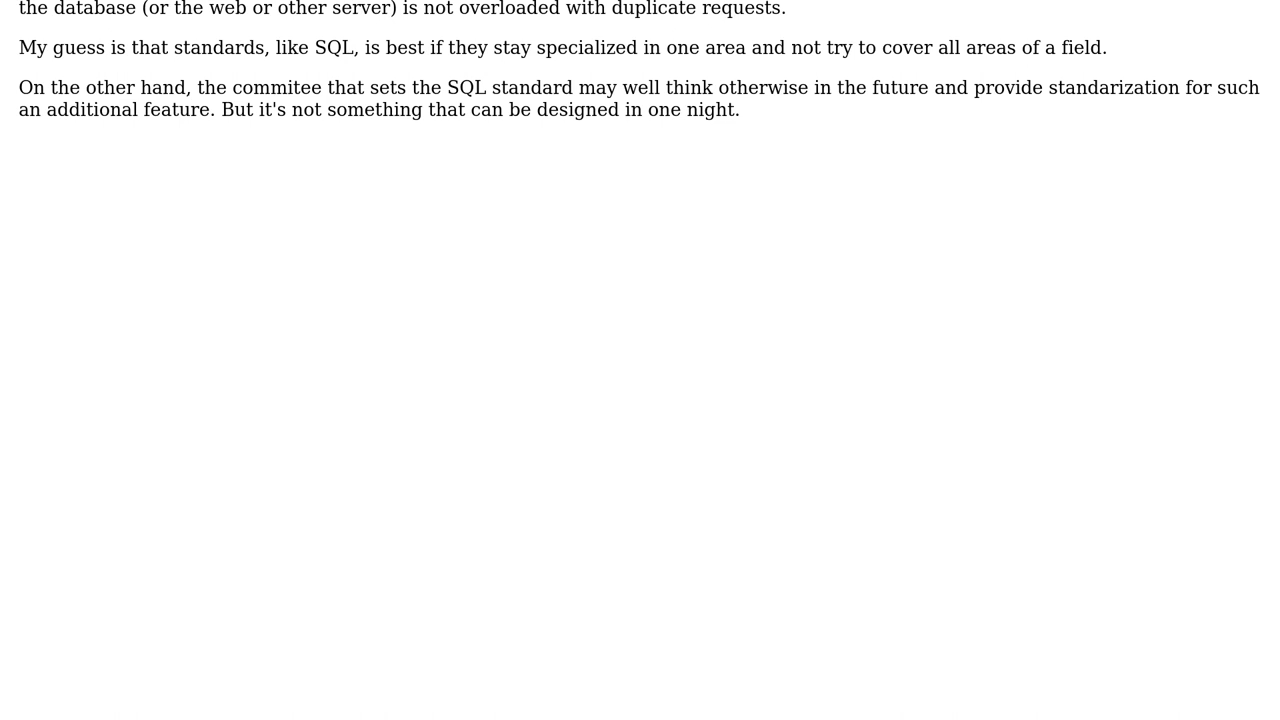 the database (or the web or other server) is not overloaded with duplicate requests.
My guess is that standards, like SQL, is best if they stay specialized in one area and not try to cover all areas of a field.
On the other hand, the commitee that sets the SQL standard may well think otherwise in the future and provide standarization for such
an additional feature. But it's not something that can be designed in one night.